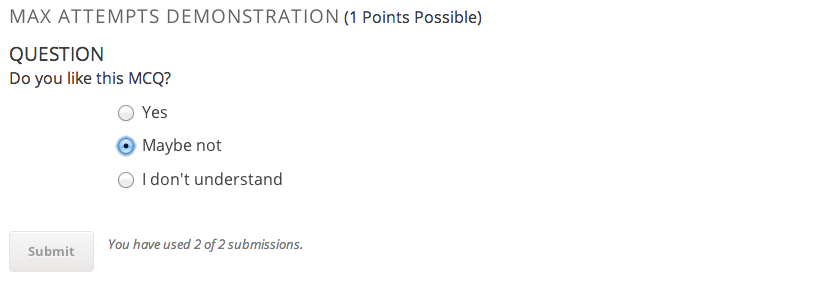 MAX ATTEMPTS DEMONSTRATION (1 Points Possible)
QUESTION
Do you like this MCQ?
Yes
Maybe not
I don't understand
Submit You have used 2 of 2 submissions.